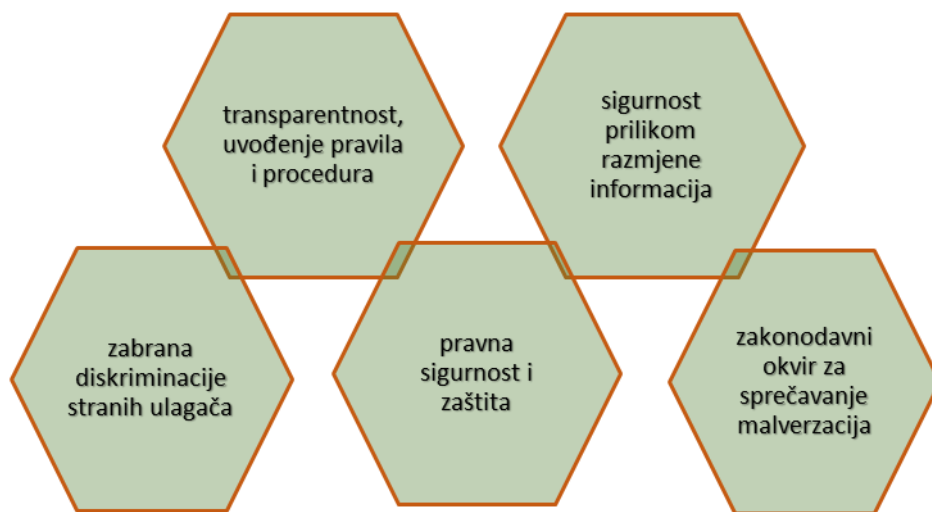 transparentnost,
uvođenje pravila
i procedura
sigurnost
prilikom
razmjene
informacija
zabrana
diskriminacije
stranih ulagača
pravna
sigurnost i
zaštita
zakonodavni
okvir za
sprečavanje
malverzacija